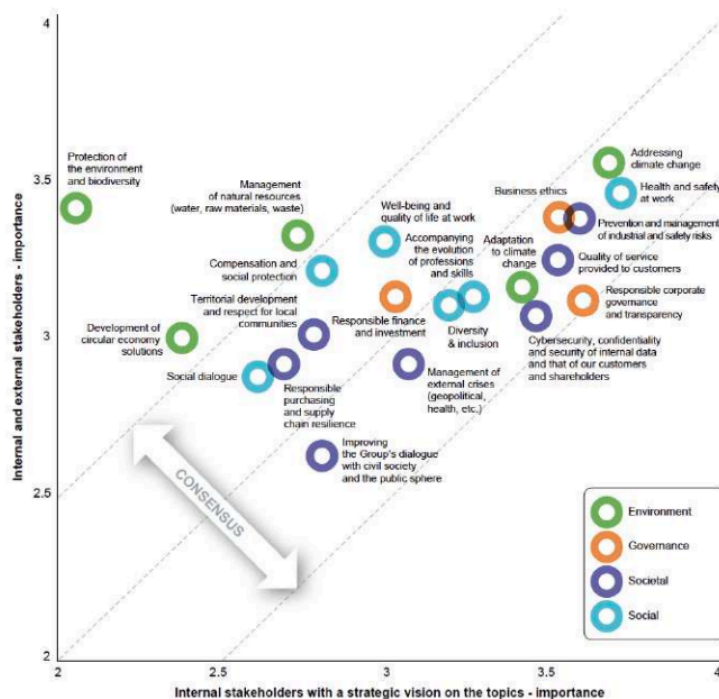 4
Protection of
the environment
and biodiversity
3.5
Management
of natural resources
(water, raw materials, waste)
Well-being and
quality of life at work
Business ethics
Addressing
climate change
Health and safety
at work
Prevention and management
of industrial and safety risks
Compensation and
social protection
Accompanying
the evolution
of professions
and skills
Adaptation
to climate
change
Quality of service
provided to customers
Territorial development
and respect for local
communities
Responsible finance
and investment
Responsible corporate
governance
and transparency
3
Development of
circular economy
solutions
Diversity
& inclusion
Cybersecurity, confidentiality
and security of internal data
and that of our customers
and shareholders
Social dialogue
Responsible
purchasing
and supply
chain resilience
Management of
external crises
(geopolitical,
health, etc.)
Improving
the Group's dialogue
with civil society
and the public sphere
2.5
CONSENSUS
Environment
Governance
Societal
Social
2
2
2.5
3
3.5
4
Internal and external stakeholders - importance
Internal stakeholders with a strategic vision on the topics - importance